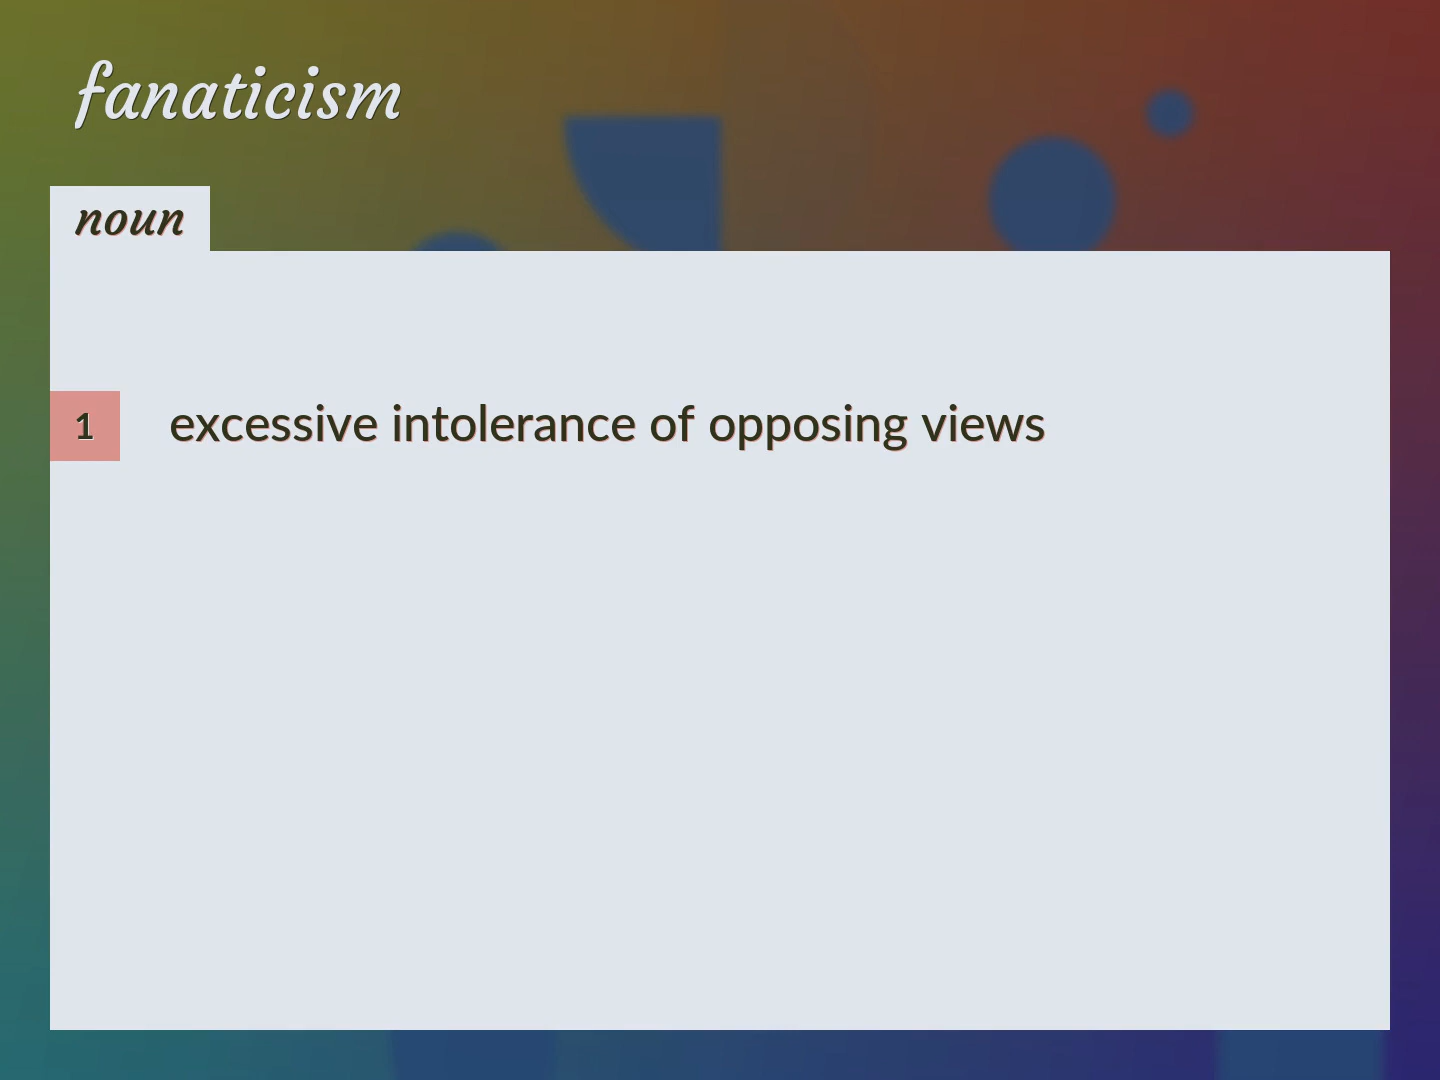 fanaticism
noun
1 excessive intolerance of opposing views